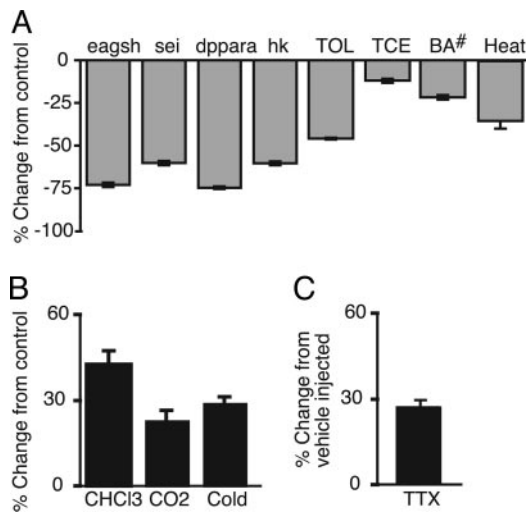 A
eagsh sei dppara hk TOL TCE BA# Heat
0
-25
-50
-75
-100
% Change from control
B
60
30
0
% Change from control
CHCl3 CO2 Cold
C
60
30
0
% Change from
vehicle injected
TTX